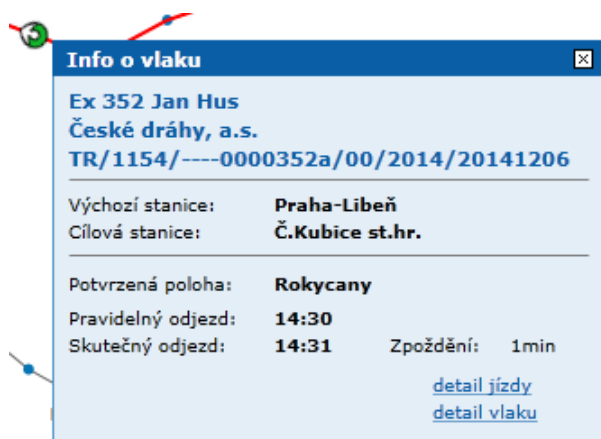 Info o vlaku
Ex 352 Jan Hus
České dráhy, a.s.
TR/1154/----0000352a/00/2014/20141206
Výchozí stanice: Praha-Libeň
Cílová stanice: Č.Kubice st.hr.
Potvrzená poloha: Rokycany
Pravidelný odjezd: 14:30
Skutečný odjezd: 14:31 Zpoždění: 1min
detail jízdy
detail vlaku